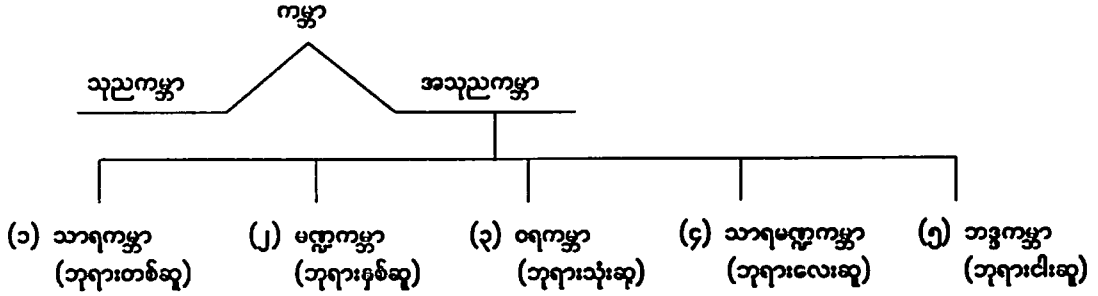 ကမ္ဘာ
သုညကမ္ဘာ အသုညကမ္ဘာ
(၁) သာရကမ္ဘာ (၂) မဏ္ဍကမ္ဘာ (၃) ဝရကမ္ဘာ (၄) သာရမဏ္ဍကမ္ဘာ (၅) ဘဒ္ဒကမ္ဘာ
(ဘုရားတစ်ဆူ) (ဘုရားနှစ်ဆူ) (ဘုရားသုံးဆူ) (ဘုရားလေးဆူ) (ဘုရားငါးဆူ)